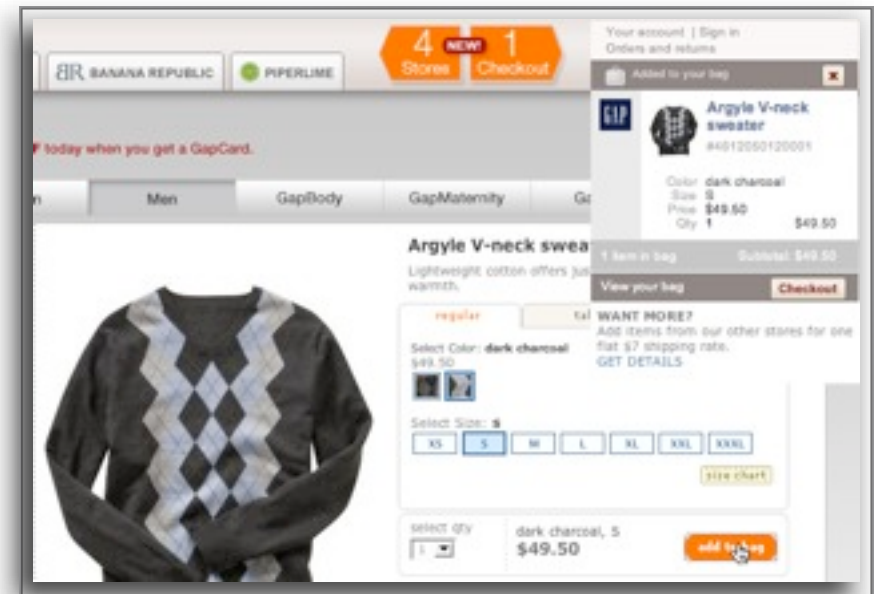 4 NEW! 1
Stores Checkout
BR BANANA REPUBLIC
PIPERLIME
Your account | Sign in
Orders and returns
Added to your bag
x
GAP
Argyle V-neck
sweater
Color dark charcoal
Size S
Price $49.50
Qty 1 $49.50
1 item in bag Subtotal: $49.50
View your bag Checkout
WANT MORE?
Add items from our other stores for one
flat $7 shipping rate.
GET DETAILS
F today when you get a GapCard.
n
Men
GapBody
GapMaternity
Ga
Argyle V-neck swea
Lightweight cotton offers jus
warmth.
regular
tal
Select Color: dark charcoal
$49.50
Select Size: S
XS S M L XL XXL XXXL
size chart
select qty
1
dark charcoal, S
$49.50
add to bag